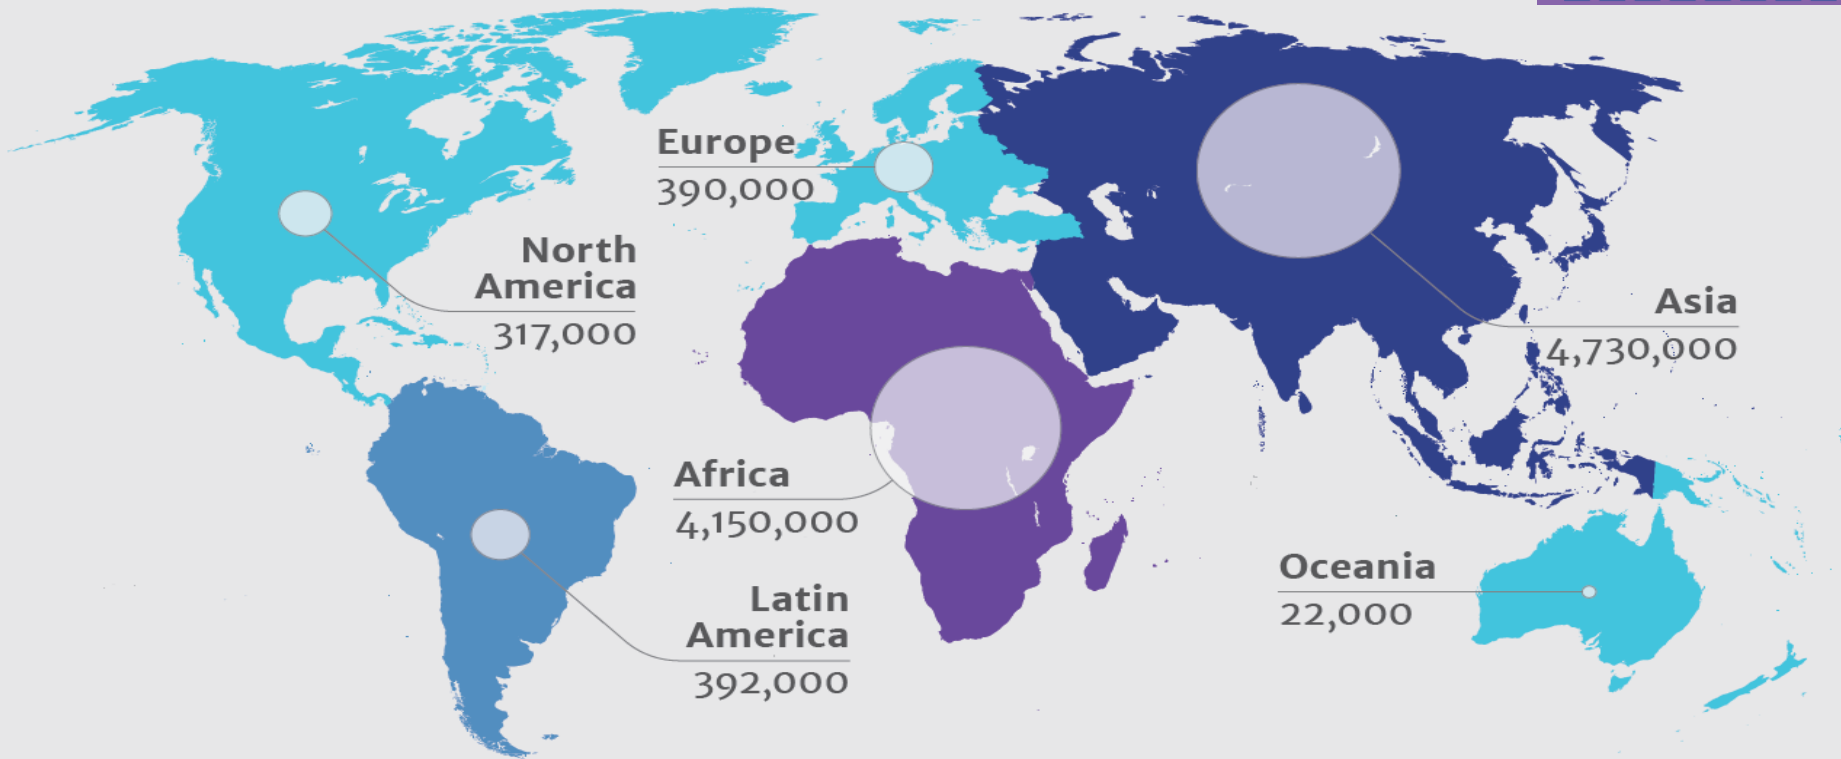 Europe
390,000
North
America
317,000
Asia
4,730,000
Africa
4,150,000
Oceania
22,000
Latin
America
392,000